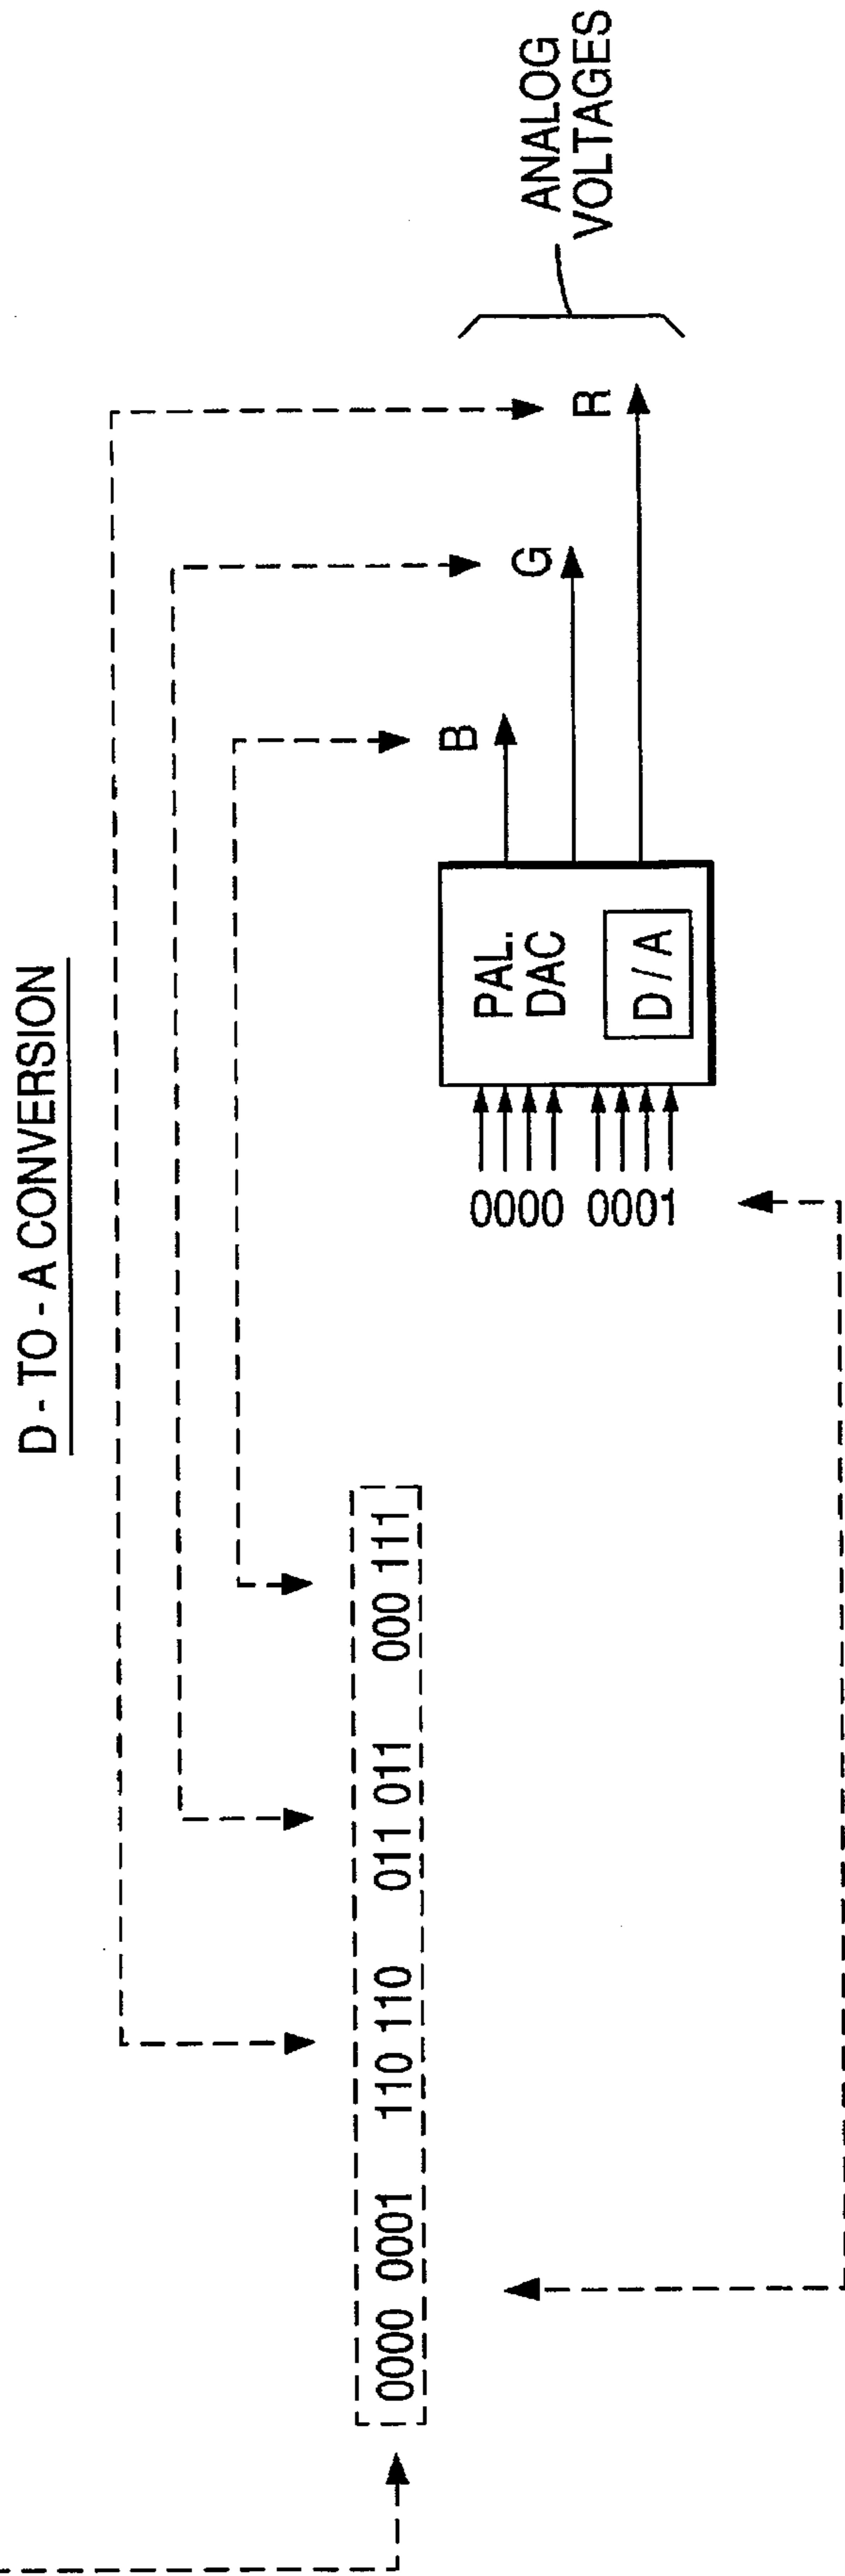 D - TO - A CONVERSION
0000 0001 110 110 011 011 000 111
0000 0001
PAL.
DAC
D / A
B
G
R
ANALOG
VOLTAGES